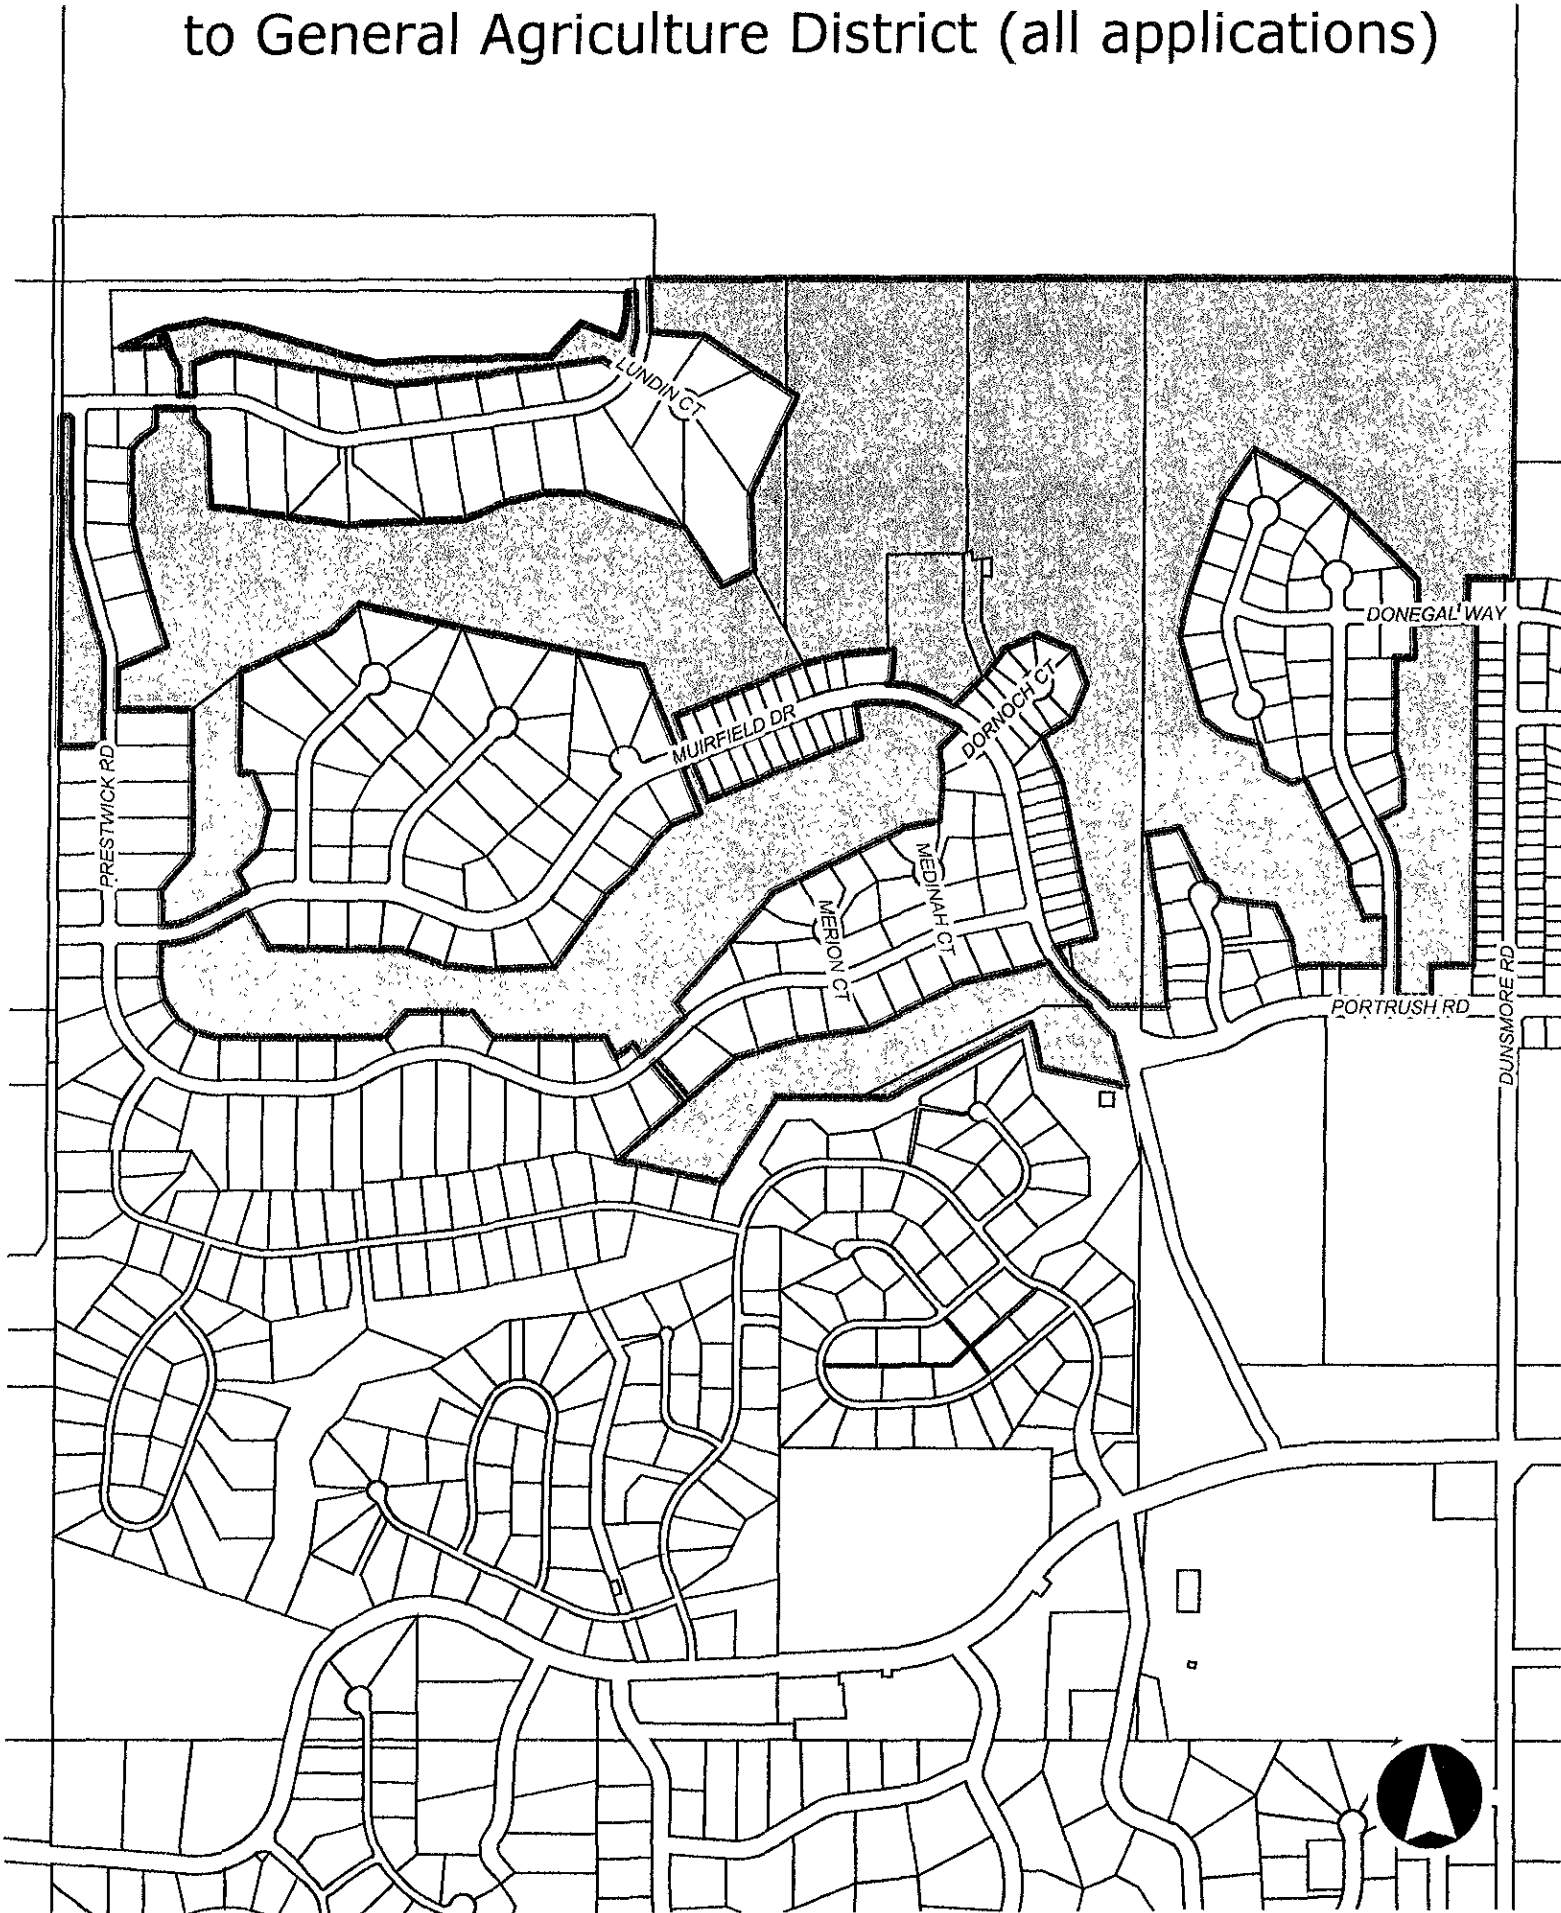 to General Agriculture District (all applications)
LUNDIN CT
DONEGAL WAY
DORNOCH CT
MUIRFIELD DR
PRESTWICK RD
MEDINAH CT
MERION CT
PORTRUSH RD
DUNSMORE RD